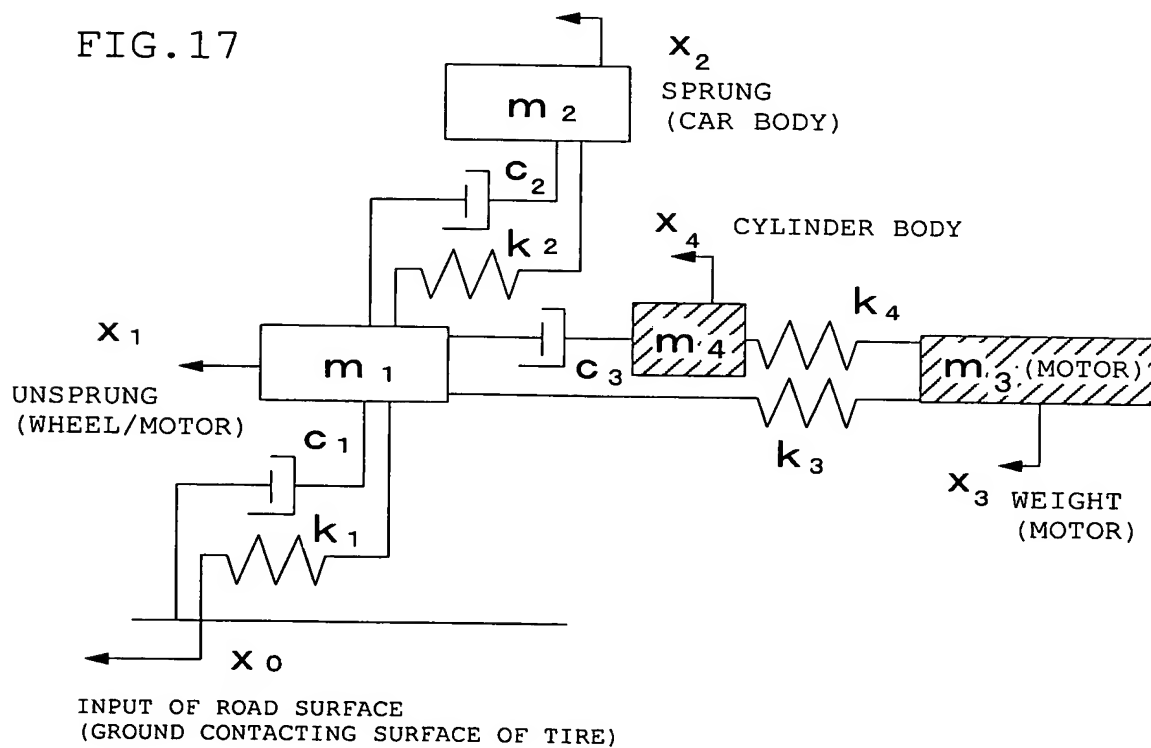 FIG.17
x2
SPRUNG
(CAR BODY)
m2
c2
k2
x4
CYLINDER BODY
x1
m1
c3
m4
k4
m3 (MOTOR)
UNSPRUNG
(WHEEL/MOTOR)
c1
k3
k1
x3
WEIGHT
(MOTOR)
x0
INPUT OF ROAD SURFACE
(GROUND CONTACTING SURFACE OF TIRE)